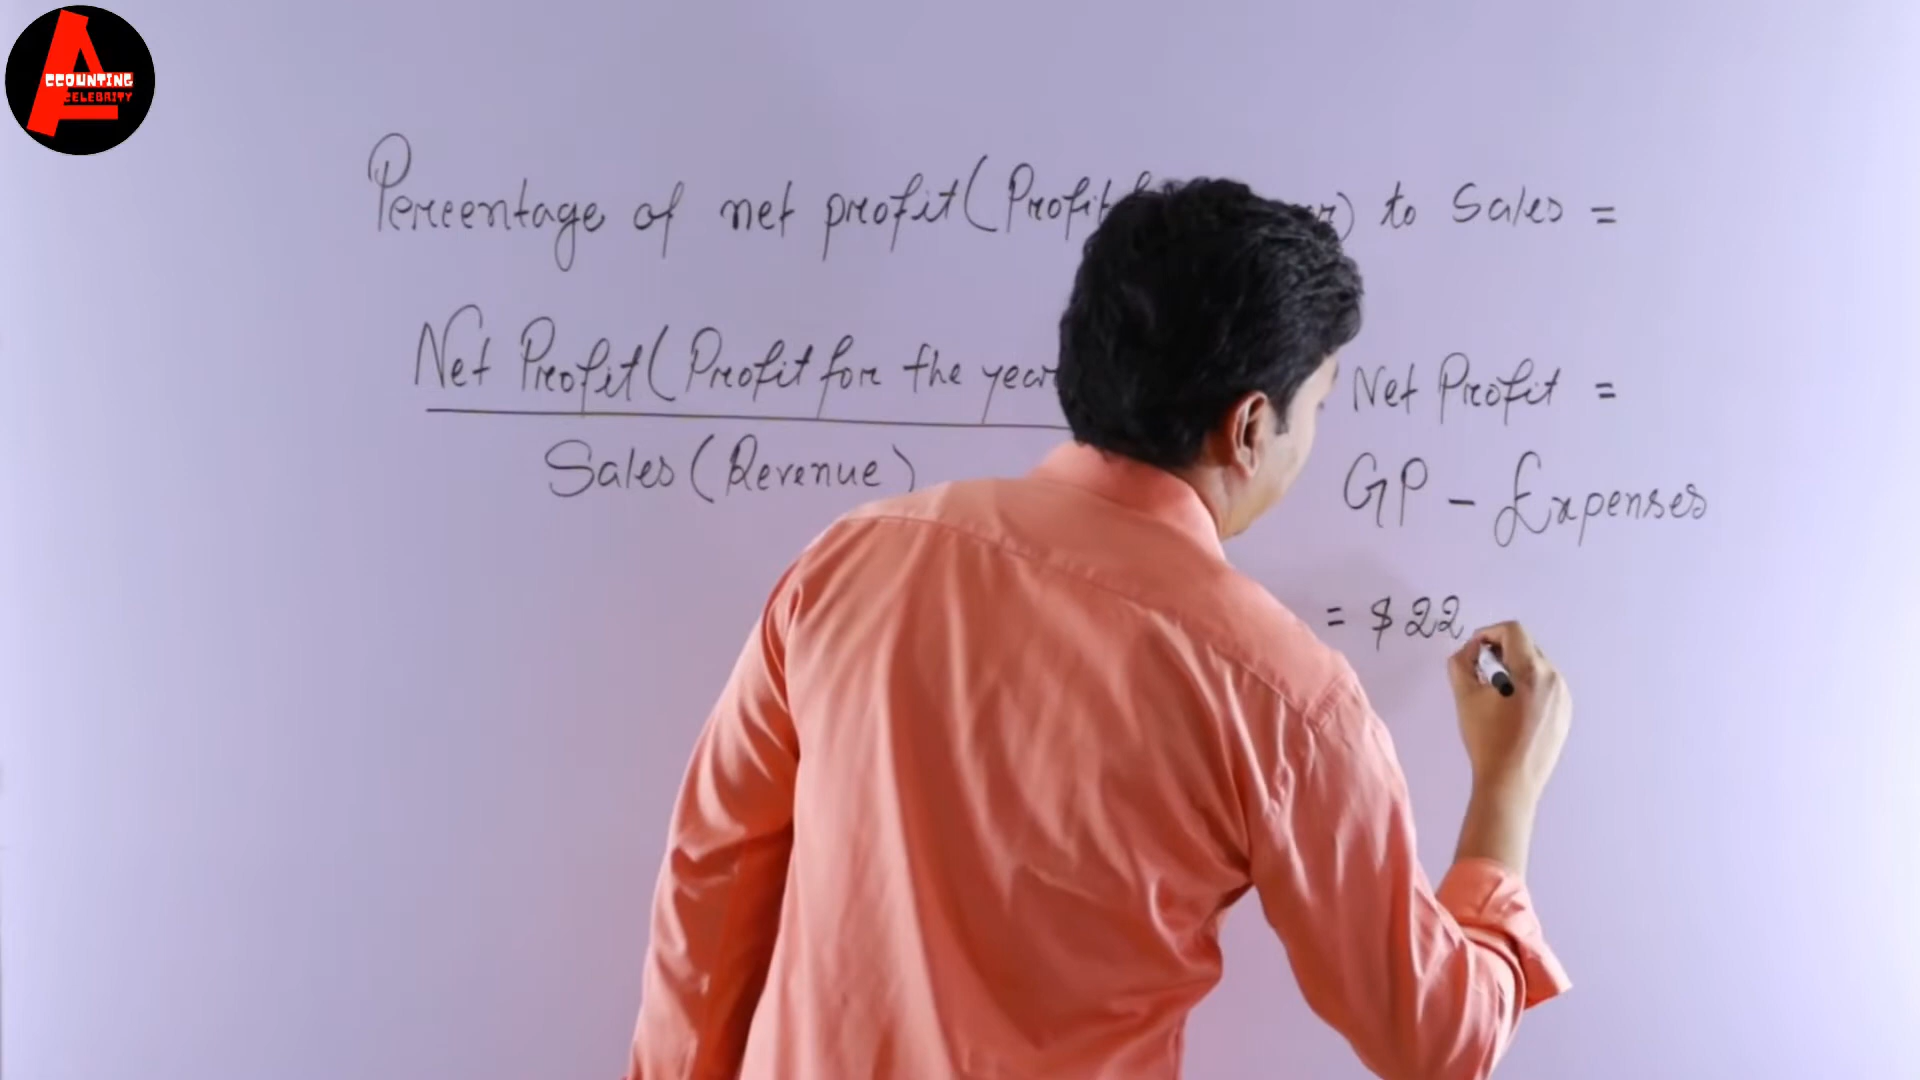 ACCOUNTING
CELEBRITY
Percentage of net profit (Profit to Sales =
Net Profit (Profit for the year
Sales (Revenue)
Net Profit =
GP - Expenses
= $ 22